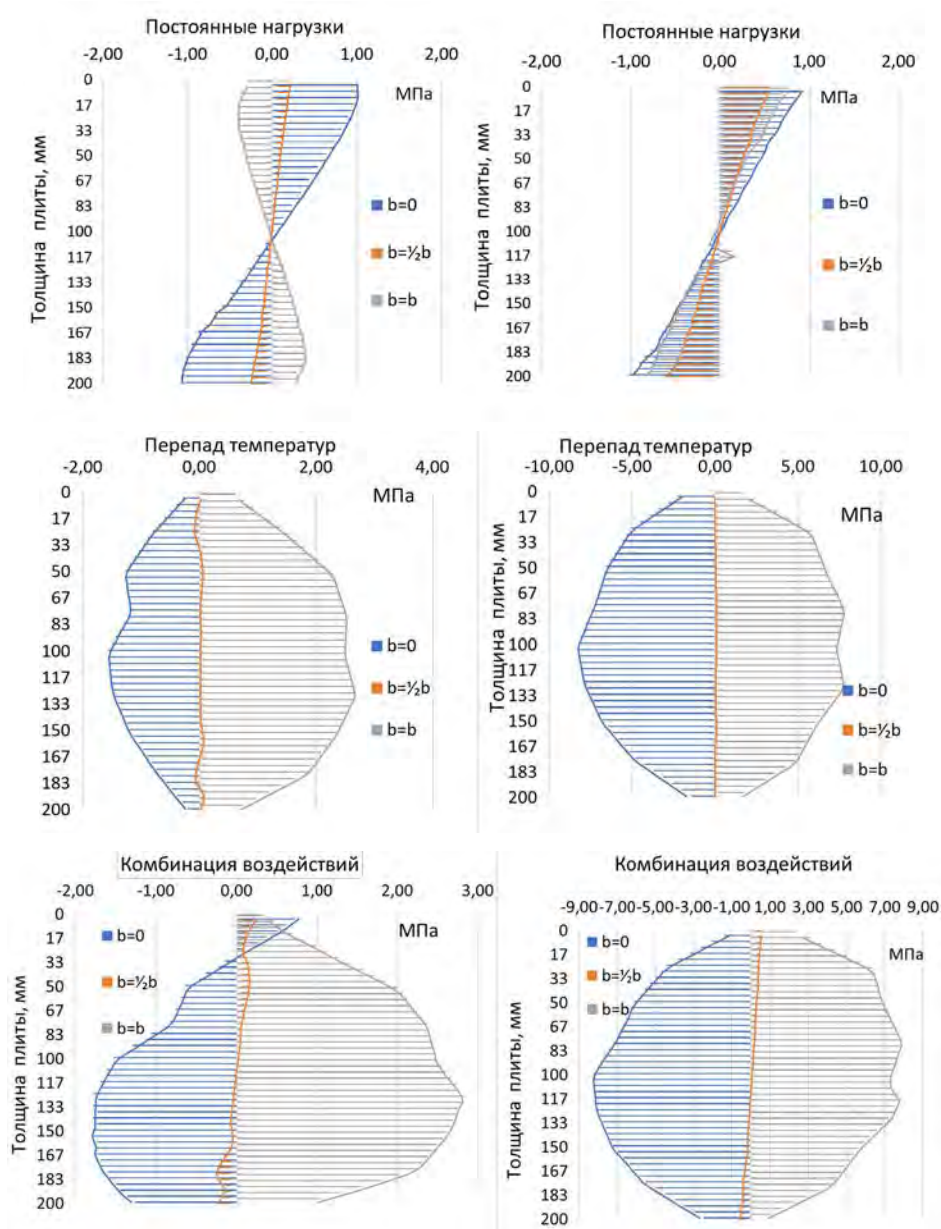 Постоянные нагрузки
-2,00 -1,00 0,00 1,00 2,00
МПа
Толщина плиты, мм
0
17
33
50
67
83
100
117
133
150
167
183
200
b=0
b=½b
b=b
Постоянные нагрузки
-2,00 -1,00 0,00 1,00 2,00
МПа
Толщина плиты, мм
0
17
33
50
67
83
100
117
133
150
167
183
200
b=0
b=½b
b=b
Перепад температур
-2,00 0,00 2,00 4,00
МПа
Толщина плиты, мм
0
17
33
50
67
83
100
117
133
150
167
183
200
b=0
b=½b
b=b
Перепад температур
-10,00 -5,00 0,00 5,00 10,00
МПа
Толщина плиты, мм
0
17
33
50
67
83
100
117
133
150
167
183
200
b=0
b=½b
b=b
Комбинация воздействий
-2,00 -1,00 0,00 1,00 2,00 3,00
МПа
Толщина плиты, мм
0
17
33
50
67
83
100
117
133
150
167
183
200
b=0
b=½b
b=b
Комбинация воздействий
-9,00 -7,00 -5,00 -3,00 -1,00 1,00 3,00 5,00 7,00 9,00
МПа
Толщина плиты, мм
0
17
33
50
67
83
100
117
133
150
167
183
200
b=0
b=½b
b=b